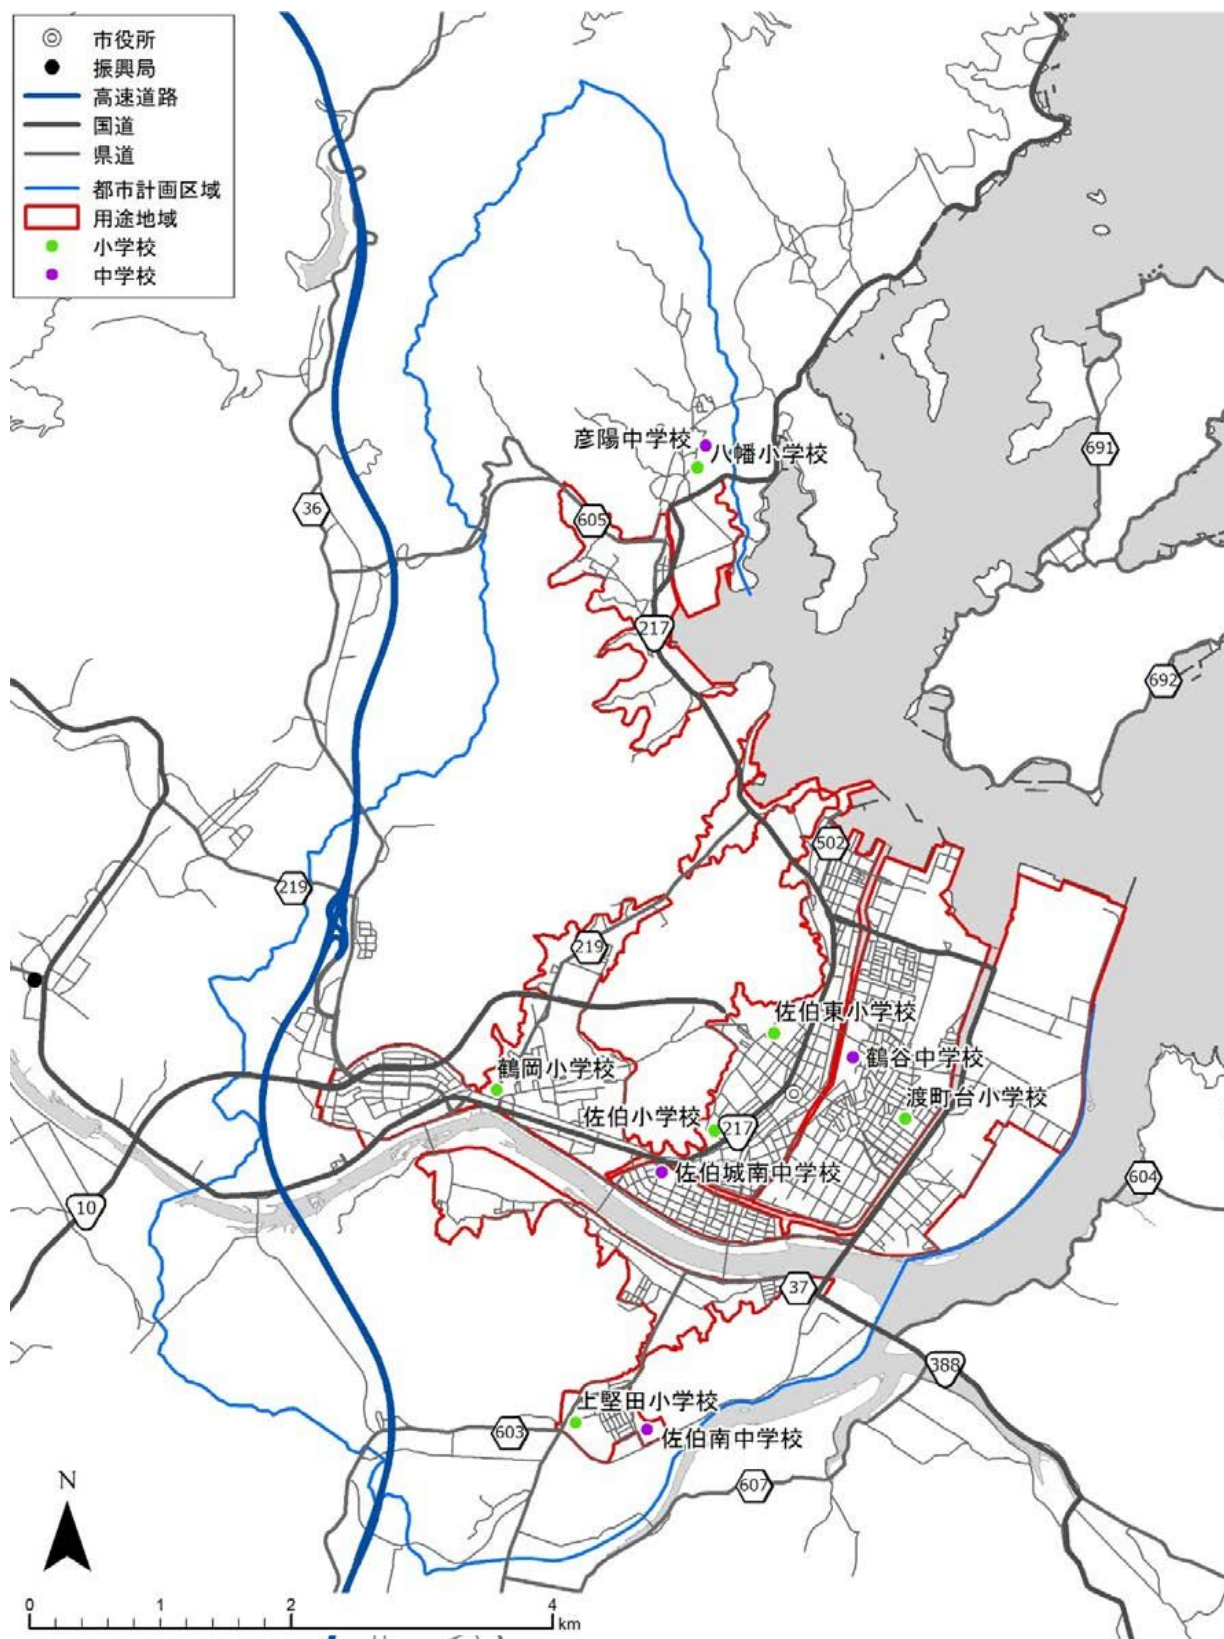 市役所
振興局
高速道路
国道
県道
都市計画区域
用途地域
小学校
中学校
彦陽中学校
八幡小学校
691
36
605
217
692
502
219
219
佐伯東小学校
鶴岡小学校
鶴谷中学校
渡町台小学校
佐伯小学校
217
佐伯城南中学校
604
10
37
388
上堅田小学校
603
佐伯南中学校
607
N
0 1 2 4
km